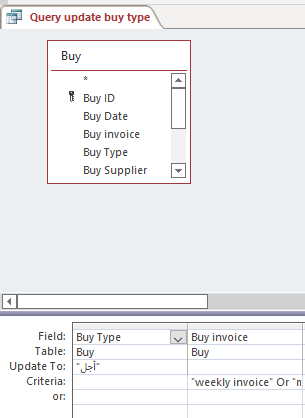 Query update buy type
Buy
*
Buy ID
Buy Date
Buy invoice
Buy Type
Buy Supplier
Field: Buy Type Buy invoice
Table: Buy Buy
Update To: "آجل"
Criteria: "weekly invoice" Or
or: